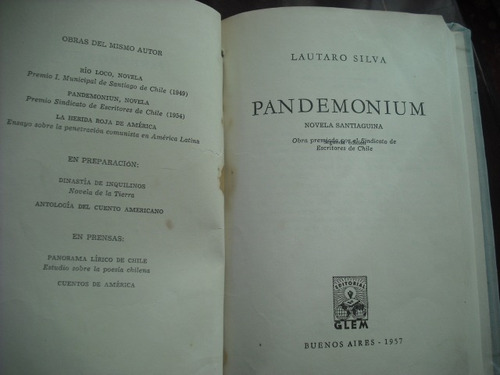 OBRAS DEL MISMO AUTOR
RÍO LOCO, NOVELA
Premio I. Municipal de Santiago de Chile (1949)
PANDEMONIUN, NOVELA
Premio Sindicato de Escritores de Chile (1954)
LA HERIDA ROJA DE AMÉRICA
Ensayo sobre la penetración comunista en América Latina
EN PREPARACIÓN:
DINASTÍA DE INQUILINOS
Novela de la Tierra
ANTOLOGÍA DEL CUENTO AMERICANO
EN PRENSAS:
PANORAMA LÍRICO DE CHILE
Estudio sobre la poesía chilena
CUENTOS DE AMÉRICA
LAUTARO SILVA
PANDEMONIUM
NOVELA SANTIAGUINA
Obra premiada por el Sindicato de
Escritores de Chile
EDITORIAL
GLEM
BUENOS AIRES - 1957